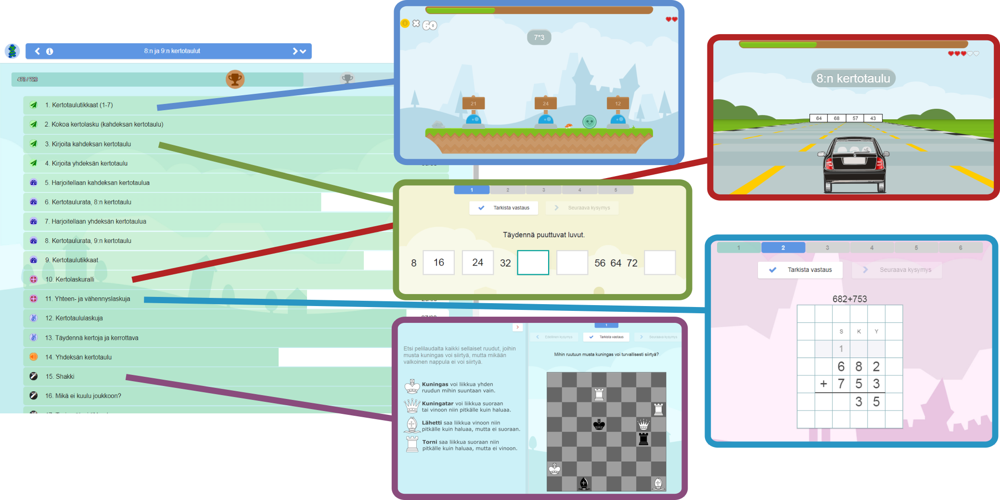 8:n ja 9:n kertotaulut
473 / 720
1. Kertotaulutikkaat (1-7)
2. Kokoa kertolasku (kahdeksan kertotaulu)
3. Kirjoita kahdeksan kertotaulu
4. Kirjoita yhdeksän kertotaulu
5. Harjoitellaan kahdeksan kertotaulua
6. Kertotaulurata, 8:n kertotaulu
7. Harjoitellaan yhdeksän kertotaulua
8. Kertotaulurata, 9:n kertotaulu
9. Kertotaulutikkaat
10. Kertolaskuralli
11. Yhteen- ja vähennyslaskuja
12. Kertotaululaskuja
13. Täydennä kertoja ja kerrottava
14. Yhdeksän kertotaulu
15. Shakki
16. Mikä ei kuulu joukkoon?
60
7*3
21 24 12
1 2 3 4 5
Tarkista vastaus
Seuraava kysymys
Täydennä puuttuvat luvut.
8 16 24 32 56 64 72
1
Edellinen kysymys
Tarkista vastaus
Seuraava kysymys
Etsi pelilaudalta kaikki sellaiset ruudut, joihin
musta kuningas voi siirtyä, mutta mikään
valkoinen nappula ei voi siirtyä.
Kuningas voi liikkua yhden
ruudun mihin suuntaan vain.
Kuningatar voi liikkua suoraan
tai vinoon niin pitkälle kuin haluaa.
Lähetti saa liikkua vinoon niin
pitkälle kuin haluaa, mutta ei suoraan.
Torni saa liikkua suoraan niin
pitkälle kuin haluaa, mutta ei vinoon.
Mihin ruutuun musta kuningas voi turvallisesti siirtyä?
8:n kertotaulu
64 68 57 43
1 2 3 4 5 6
Tarkista vastaus
Seuraava kysymys
682+753
S K Y
1
6 8 2
+ 7 5 3
3 5